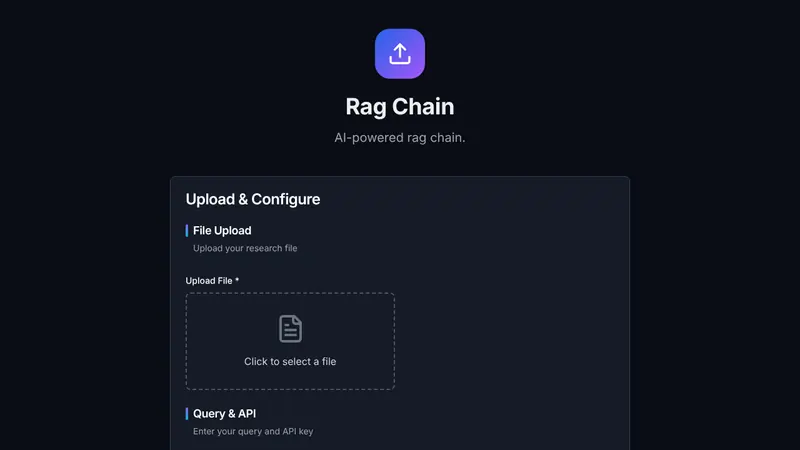 Rag Chain
AI-powered rag chain.
Upload & Configure
File Upload
Upload your research file
Upload File *
Click to select a file
Query & API
Enter your query and API key